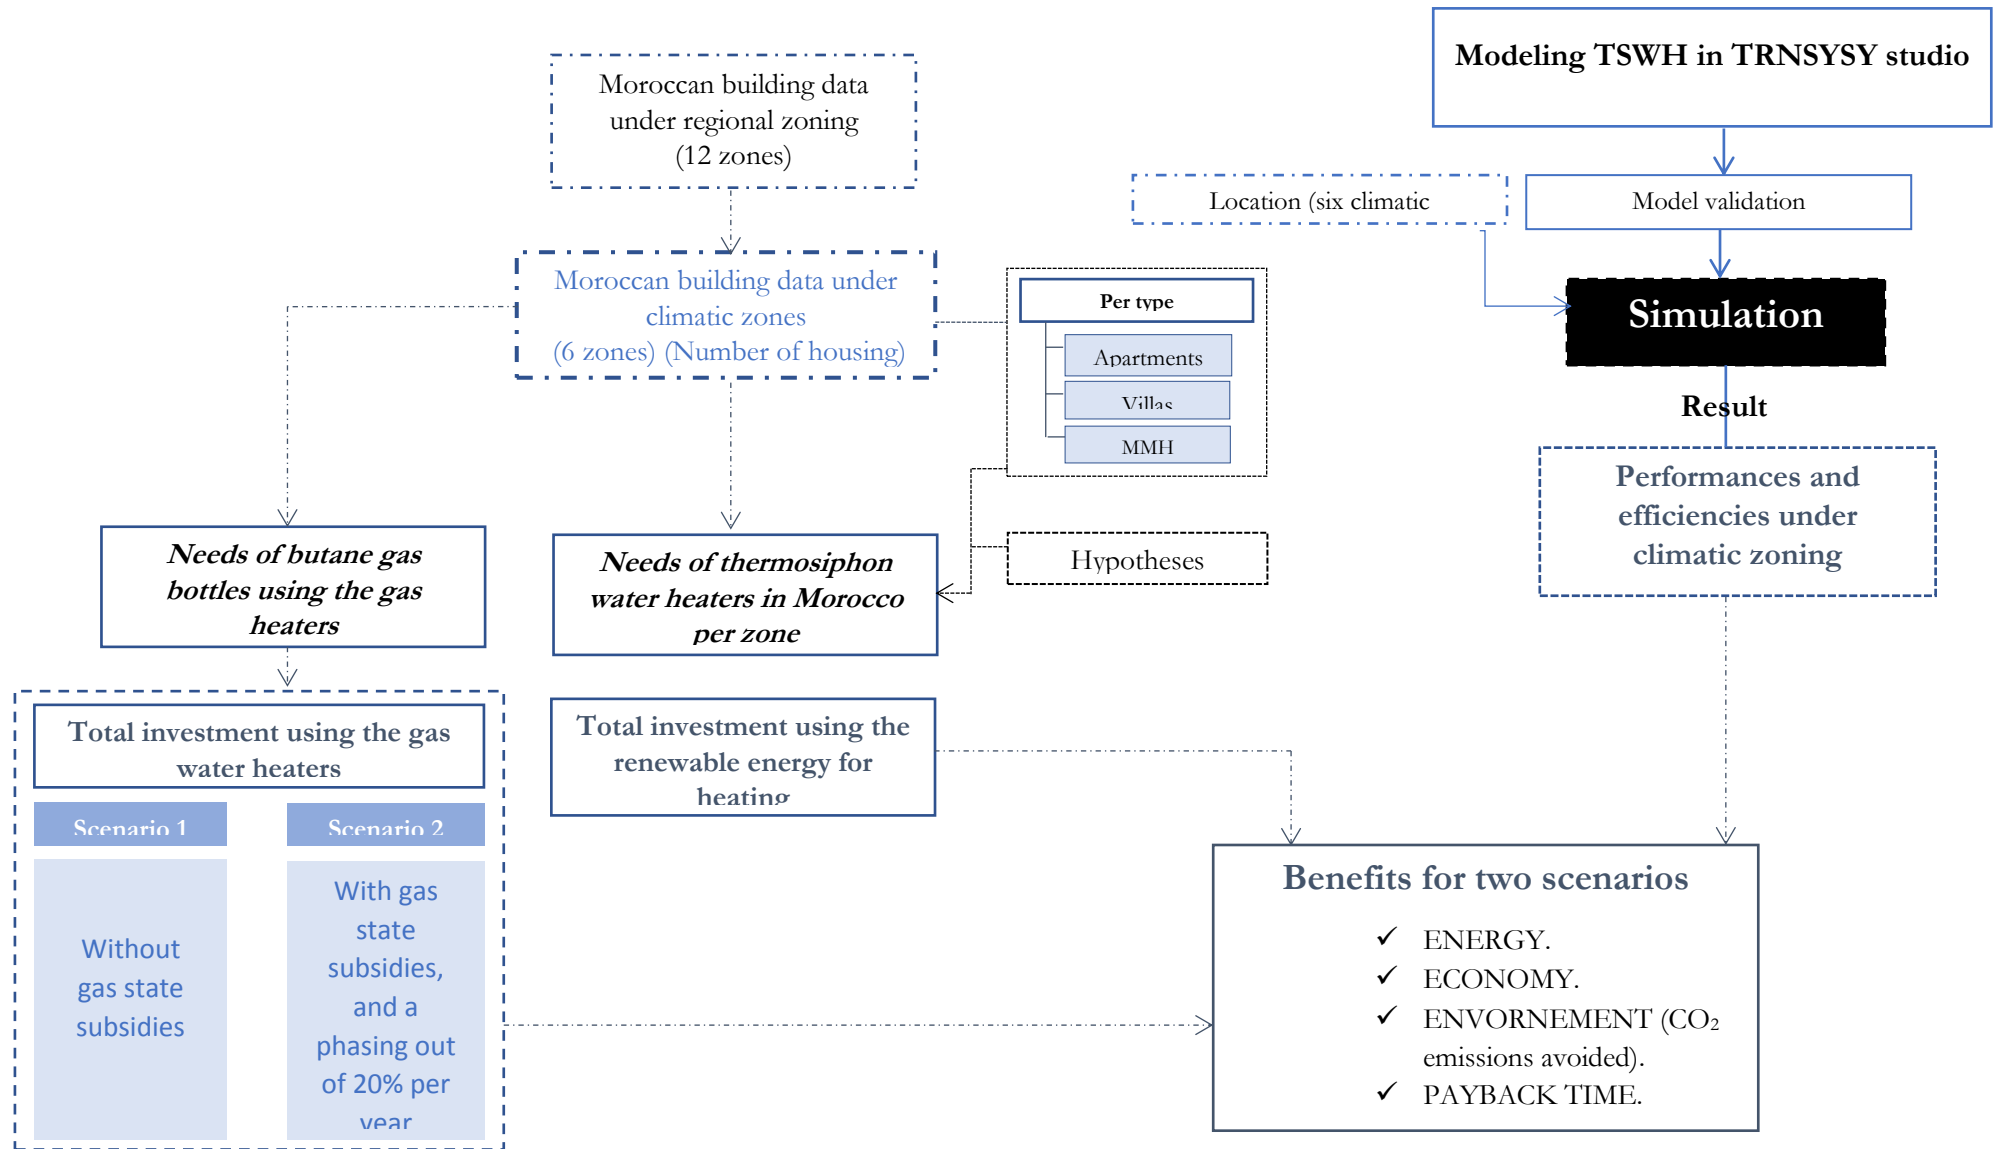 Modeling TSWH in TRNSYSY studio
Moroccan building data
under regional zoning
(12 zones)
Location (six climatic
Model validation
Moroccan building data under
climatic zones
(6 zones) (Number of housing)
Per type
Apartments
Villas
MMH
Simulation
Result
Performances and
efficiencies under
climatic zoning
Needs of butane gas
bottles using the gas
heaters
Needs of thermosiphon
water heaters in Morocco
per zone
Hypotheses
Total investment using the gas
water heaters
Total investment using the
renewable energy for
heating
Scenario 1
Scenario 2
Without
gas state
subsidies
With gas
state
subsidies,
and a
phasing out
of 20% per
year
Benefits for two scenarios
✓ ENERGY.
✓ ECONOMY.
✓ ENVORNEMENT (CO₂
emissions avoided).
✓ PAYBACK TIME.